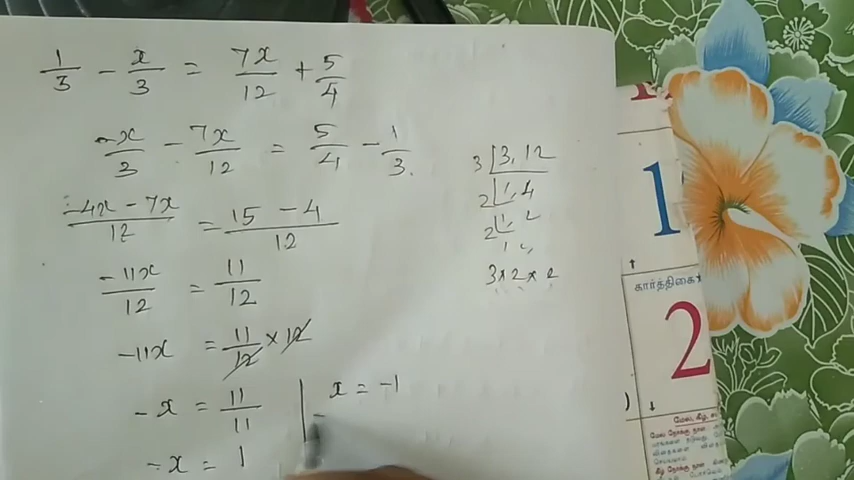 1/3 - x/3 = 7x/12 + 5/4
-x/3 - 7x/12 = 5/4 - 1/3.
-4x - 7x/12 = 15 - 4/12
-11x/12 = 11/12
-11x = 11/12 x 12
-x = 11/11
-x = 1
x = -1
3 | 3, 12
2 | 1, 4
2 | 1, 2
1,
3 x 2 x 2
1
கார்த்திகை
2